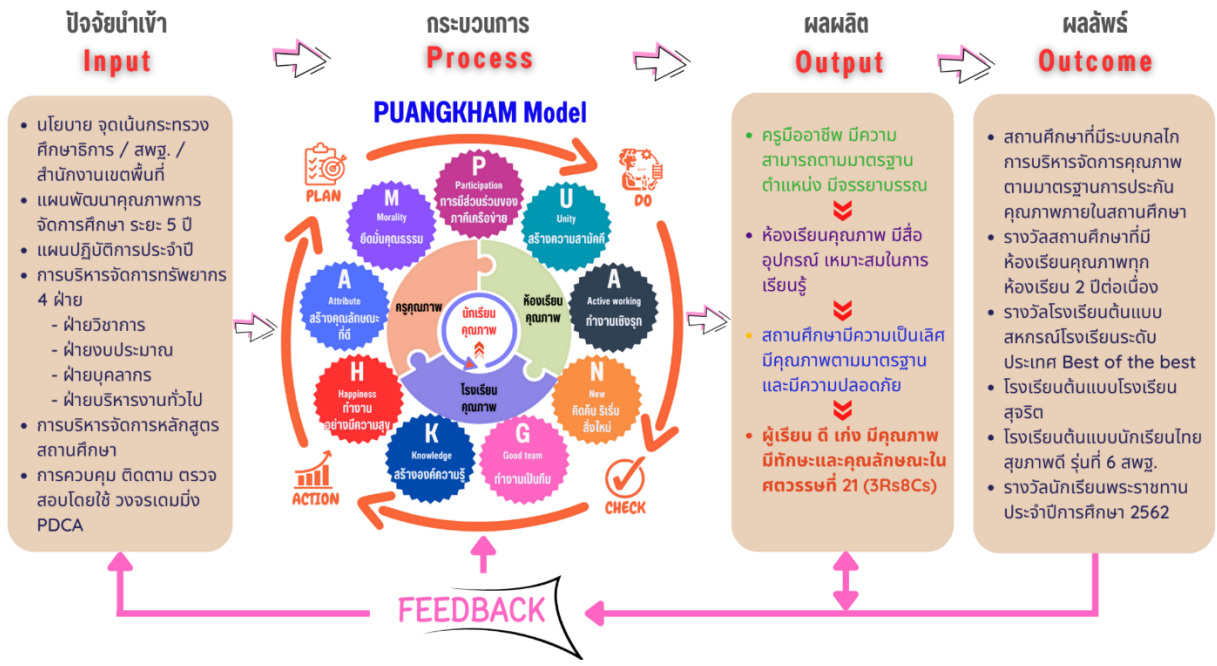 ปัจจัยนำเข้า
Input
กระบวนการ
Process
ผลผลิต
Output
ผลลัพธ์
Outcome
• นโยบาย จุดเน้นกระทรวง
ศึกษาธิการ / สพฐ. /
สำนักงานเขตพื้นที่
• แผนพัฒนาคุณภาพการ
จัดการศึกษา ระยะ 5 ปี
• แผนปฏิบัติการประจำปี
• การบริหารจัดการทรัพยากร
4 ฝ่าย
- ฝ่ายวิชาการ
- ฝ่ายงบประมาณ
- ฝ่ายบุคลากร
- ฝ่ายบริหารงานทั่วไป
• การบริหารจัดการหลักสูตร
สถานศึกษา
• การควบคุม ติดตาม ตรวจ
สอบโดยใช้ วงจรเดมมิ่ง
PDCA
PUANGKHAM Model
PLAN
DO
CHECK
ACTION
P
Participation
การมีส่วนร่วมของ
ภาคีเครือข่าย
U
Unity
สร้างความสามัคคี
A
Active working
ทำงานเชิงรุก
N
New
คิดค้น ริเริ่ม
สิ่งใหม่
G
Good team
ทำงานเป็นทีม
K
Knowledge
สร้างองค์ความรู้
H
Happiness
ทำงาน
อย่างมีความสุข
A
Attribute
สร้างคุณลักษณะ
ที่ดี
M
Morality
ยึดมั่นคุณธรรม
ครูคุณภาพ
ห้องเรียน
คุณภาพ
นักเรียน
คุณภาพ
โรงเรียน
คุณภาพ
• ครูมืออาชีพ มีความ
สามารถตามมาตรฐาน
ตำแหน่ง มีจรรยาบรรณ
• ห้องเรียนคุณภาพ มีสื่อ
อุปกรณ์ เหมาะสมในการ
เรียนรู้
• สถานศึกษามีความเป็นเลิศ
มีคุณภาพตามมาตรฐาน
และมีความปลอดภัย
• ผู้เรียน ดี เก่ง มีคุณภาพ
มีทักษะและคุณลักษณะใน
ศตวรรษที่ 21 (3Rs8Cs)
• สถานศึกษาที่มีระบบกลไก
การบริหารจัดการคุณภาพ
ตามมาตรฐานการประกัน
คุณภาพภายในสถานศึกษา
• รางวัลสถานศึกษาที่มี
ห้องเรียนคุณภาพทุก
ห้องเรียน 2 ปีต่อเนื่อง
• รางวัลโรงเรียนต้นแบบ
สหกรณ์โรงเรียนระดับ
ประเทศ Best of the best
• โรงเรียนต้นแบบโรงเรียน
สุจริต
• โรงเรียนต้นแบบนักเรียนไทย
สุขภาพดี รุ่นที่ 6 สพฐ.
• รางวัลนักเรียนพระราชทาน
ประจำปีการศึกษา 2562
FEEDBACK